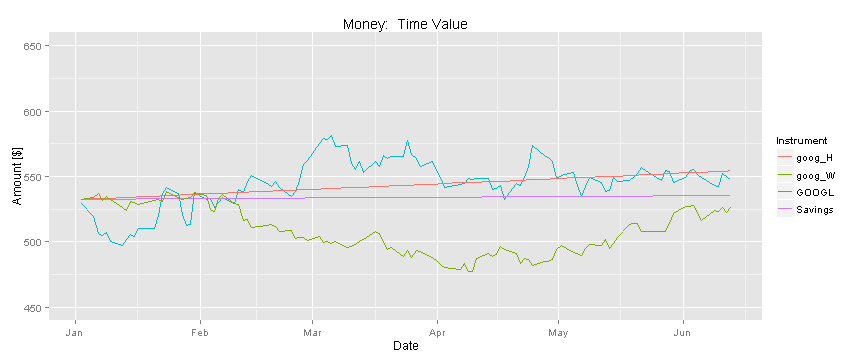 Money: Time Value
650
600
550
500
450
Amount [$]
Jan Feb Mar Apr May Jun
Date
Instrument
goog_H
goog_W
GOOGL
Savings